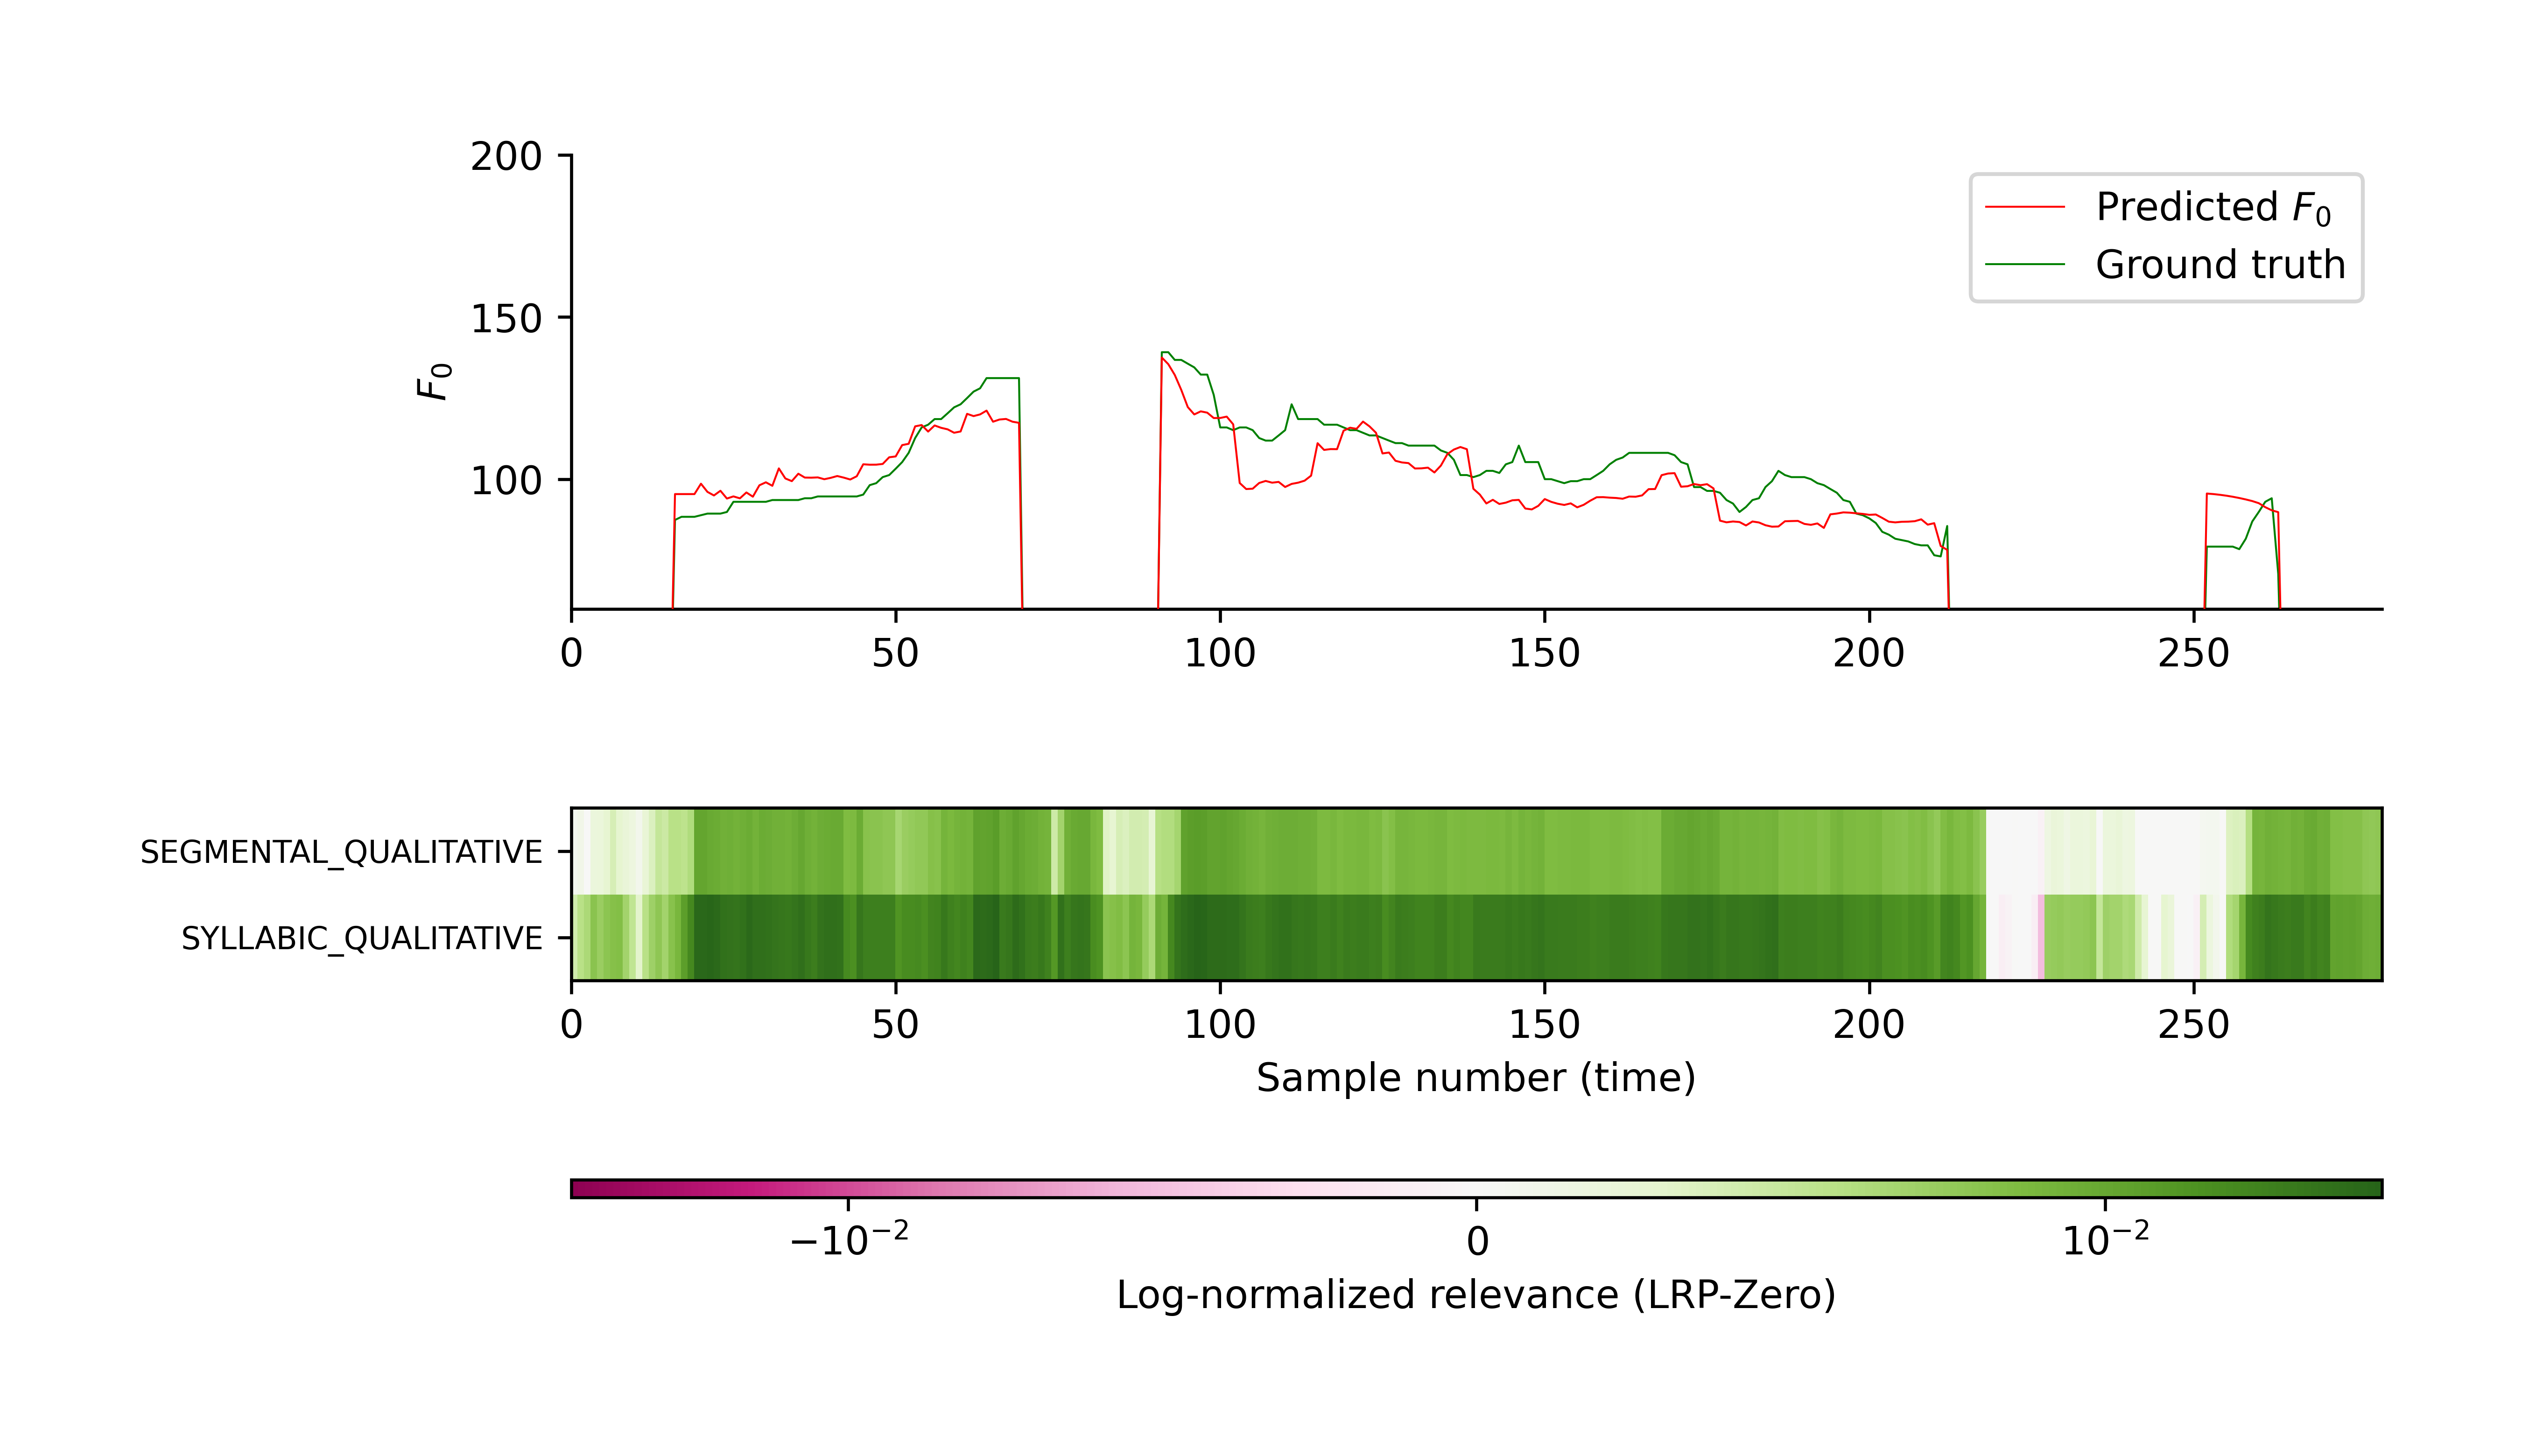 200
150
100
F₀
Predicted F₀
Ground truth
0 50 100 150 200 250
SEGMENTAL_QUALITATIVE
SYLLABIC_QUALITATIVE
0 50 100 150 200 250
Sample number (time)
−10⁻² 0 10⁻²
Log-normalized relevance (LRP-Zero)